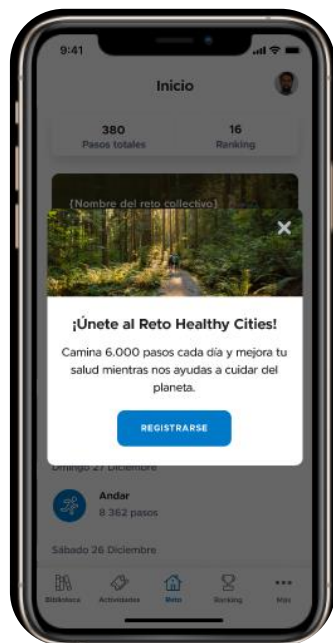 9:41
Inicio
380
Pasos totales
16
Ranking
{Nombre del reto collectivo}
¡Únete al Reto Healthy Cities!
Camina 6.000 pasos cada día y mejora tu
salud mientras nos ayudas a cuidar del
planeta.
REGISTRARSE
Domingo 27 Diciembre
Andar
8 362 pasos
Sábado 26 Diciembre
Biblioteca
Actividades
Reto
Ranking
Más